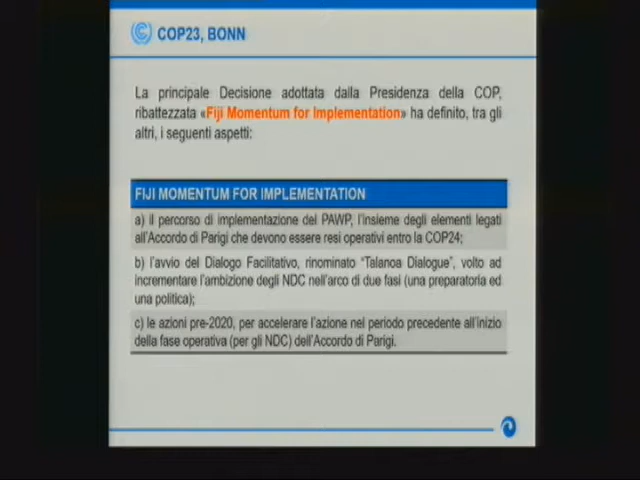 COP23, BONN
La principale Decisione adottata dalla Presidenza della COP,
ribattezzata «Fiji Momentum for Implementation» ha definito, tra gli
altri, i seguenti aspetti:
FIJI MOMENTUM FOR IMPLEMENTATION
a) il percorso di implementazione del PAWP, l'insieme degli elementi legati
all'Accordo di Parigi che devono essere resi operativi entro la COP24;
b) l'avvio del Dialogo Facilitativo, rinominato "Talanoa Dialogue", volto ad
incrementare l'ambizione degli NDC nell'arco di due fasi (una preparatoria ed
una politica);
c) le azioni pre-2020, per accelerare l'azione nel periodo precedente all'inizio
della fase operativa (per gli NDC) dell'Accordo di Parigi.